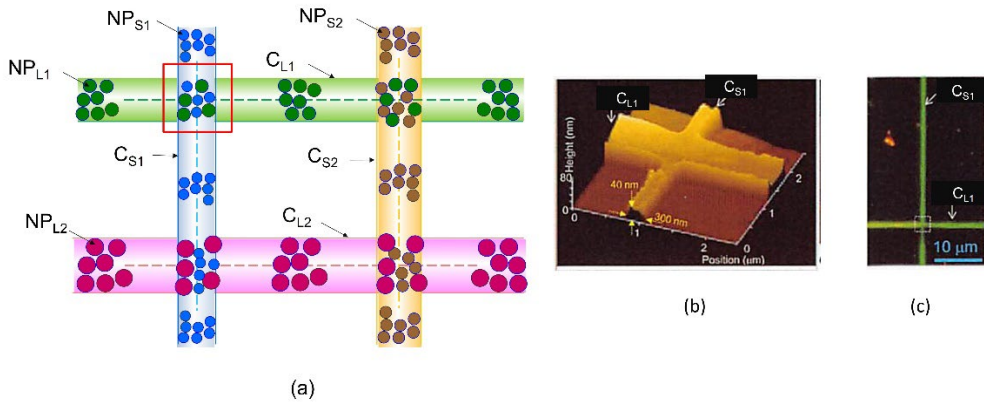 NPS1
NPS2
NPL1
CL1
CS1
CS2
NPL2
CL2
(a)
CL1
CS1
Height (nm)
80
40 nm
0
300 nm
1
2
0
1
2
Position (μm)
(b)
CS1
CL1
10 μm
(c)